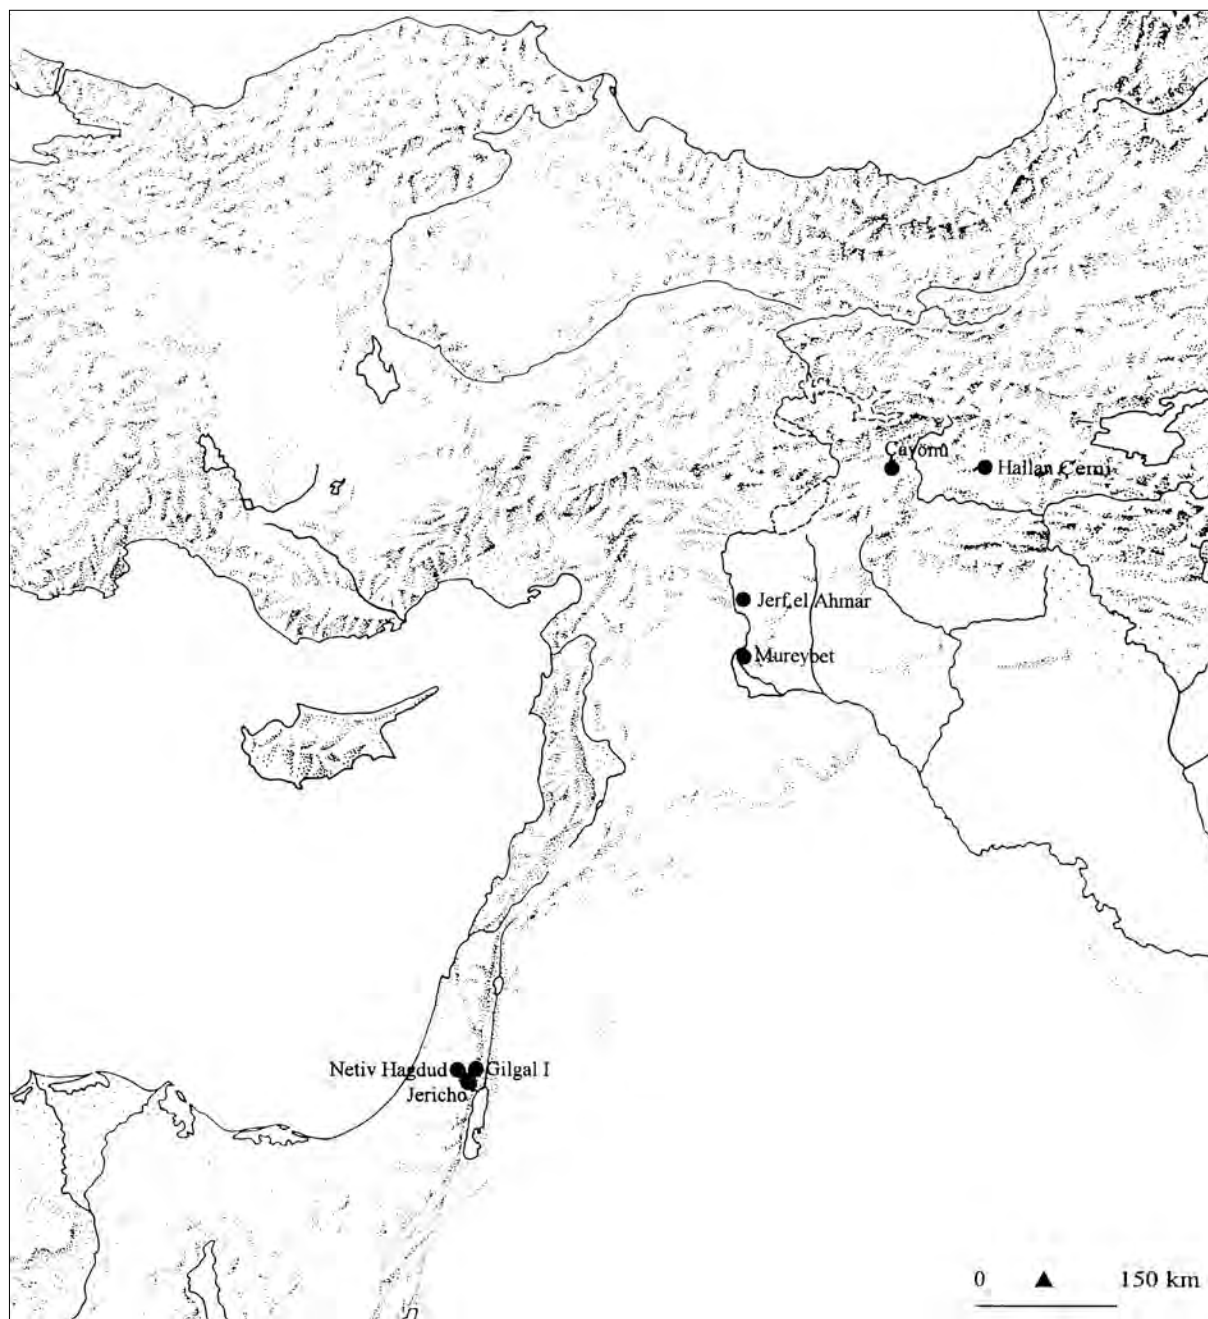 Çayönü
Hallan Çemi
Jerf el Ahmar
Mureybet
Netiv Hagdud
Gilgal I
Jericho
0 150 km